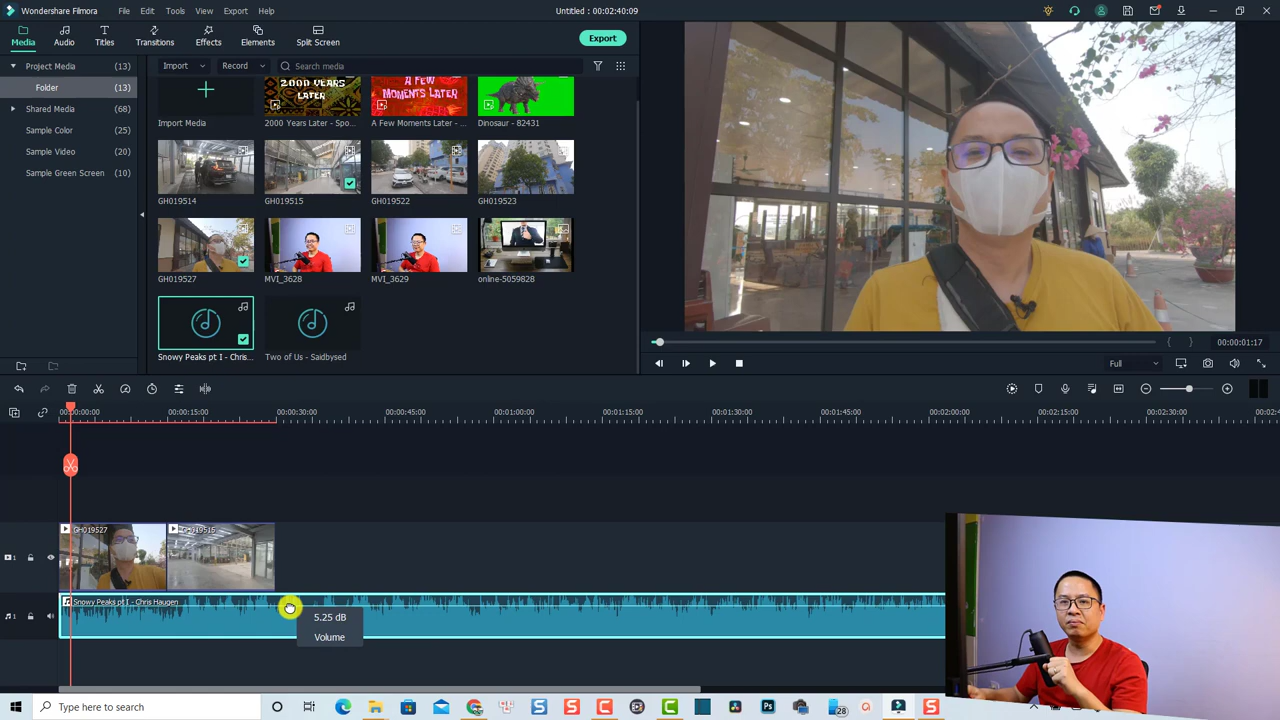 Wondershare Filmora
File
Edit
Tools
View
Export
Help
Untitled : 00:02:40:09
Media
Audio
Titles
Transitions
Effects
Elements
Split Screen
Export
Project Media (13)
Folder (13)
Shared Media (68)
Sample Color (25)
Sample Video (20)
Sample Green Screen (10)
Import
Record
Search media
2000 YEARS
LATER
A FEW
MOMENTS
LATER
Import Media
2000 Years Later - Spo...
A Few Moments Later - ...
Dinosaur - 82431
GH019514
GH019515
GH019522
GH019523
GH019527
MVI_3628
MVI_3629
online-5059828
Snowy Peaks pt I - Chris...
Two of Us - Saidbysed
00:00:01:17
Full
00:00:00:00
00:00:15:00
00:00:30:00
00:00:45:00
00:01:00:00
00:01:15:00
00:01:30:00
00:01:45:00
00:02:00:00
00:02:15:00
00:02:30:00
00:02:4
GH019527
GH019515
1
Snowy Peaks pt I - Chris Haugen
1
5.25 dB
Volume
Type here to search
28